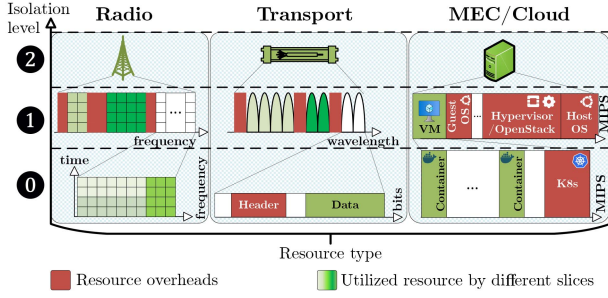 Isolation level
Radio
Transport
MEC/Cloud
2
1
...
frequency
wavelength
VM
Guest OS
...
Hypervisor
/OpenStack
Host
OS
MIPS
0
time
frequency
Header
Data
bits
Container
...
Container
K8s
MIPS
Resource type
Resource overheads
Utilized resource by different slices